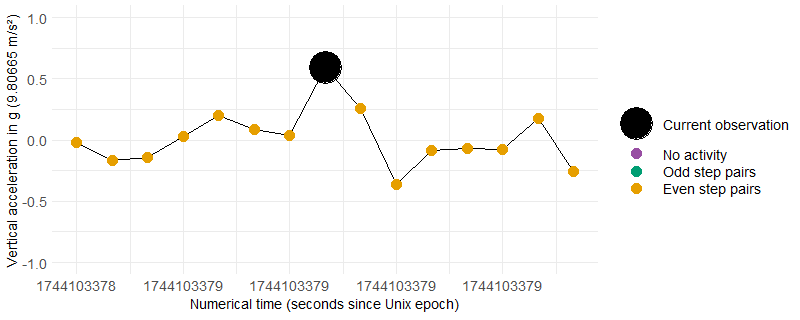 Vertical acceleration in g (9.80665 m/s²)
1.0
0.5
0.0
-0.5
-1.0
1744103378 1744103379 1744103379 1744103379 1744103379
Numerical time (seconds since Unix epoch)
Current observation
No activity
Odd step pairs
Even step pairs